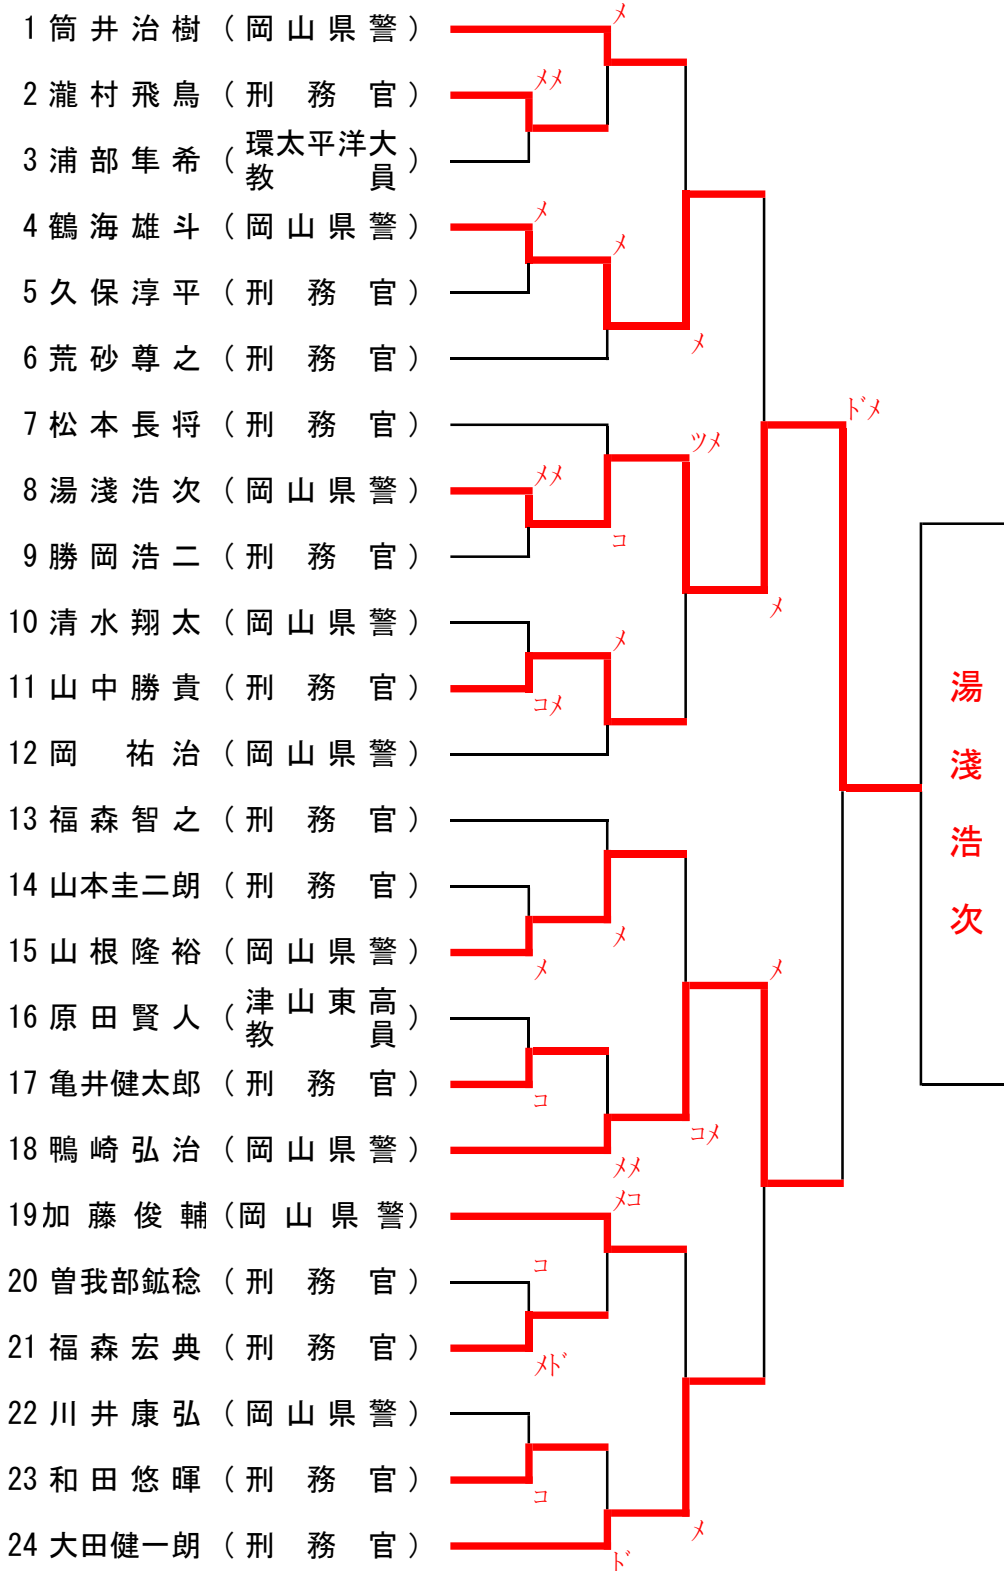 1 筒井治樹 (岡山県警)
メ
2 瀧村飛鳥 (刑務官)
メメ
3 浦部隼希 (環太平洋大教員)
4 鶴海雄斗 (岡山県警)
メ
メ
5 久保淳平 (刑務官)
6 荒砂尊之 (刑務官)
メ
7 松本長将 (刑務官)
ドメ
ツメ
8 湯淺浩次 (岡山県警)
メメ
コ
9 勝岡浩二 (刑務官)
メ
10 清水翔太 (岡山県警)
メ
11 山中勝貴 (刑務官)
コメ
湯淺浩次
12 岡祐治 (岡山県警)
13 福森智之 (刑務官)
14 山本圭二朗 (刑務官)
メ
15 山根隆裕 (岡山県警)
メ
メ
16 原田賢人 (津山東高教員)
17 亀井健太郎 (刑務官)
コ
コメ
18 鴨崎弘治 (岡山県警)
メメ
19 加藤俊輔 (岡山県警)
メコ
20 曽我部鉱稔 (刑務官)
コ
21 福森宏典 (刑務官)
メド
22 川井康弘 (岡山県警)
23 和田悠暉 (刑務官)
コ
メ
24 大田健一朗 (刑務官)
ド